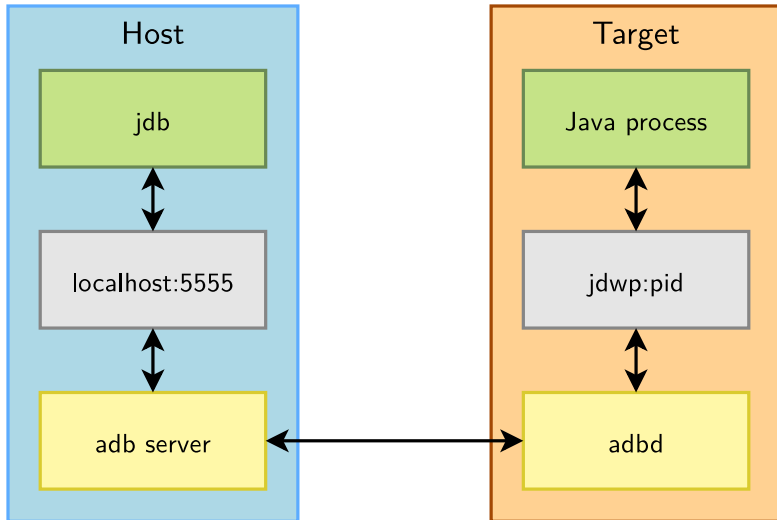 Host
Target
jdb
Java process
localhost:5555
jdwp:pid
adb server
adbd